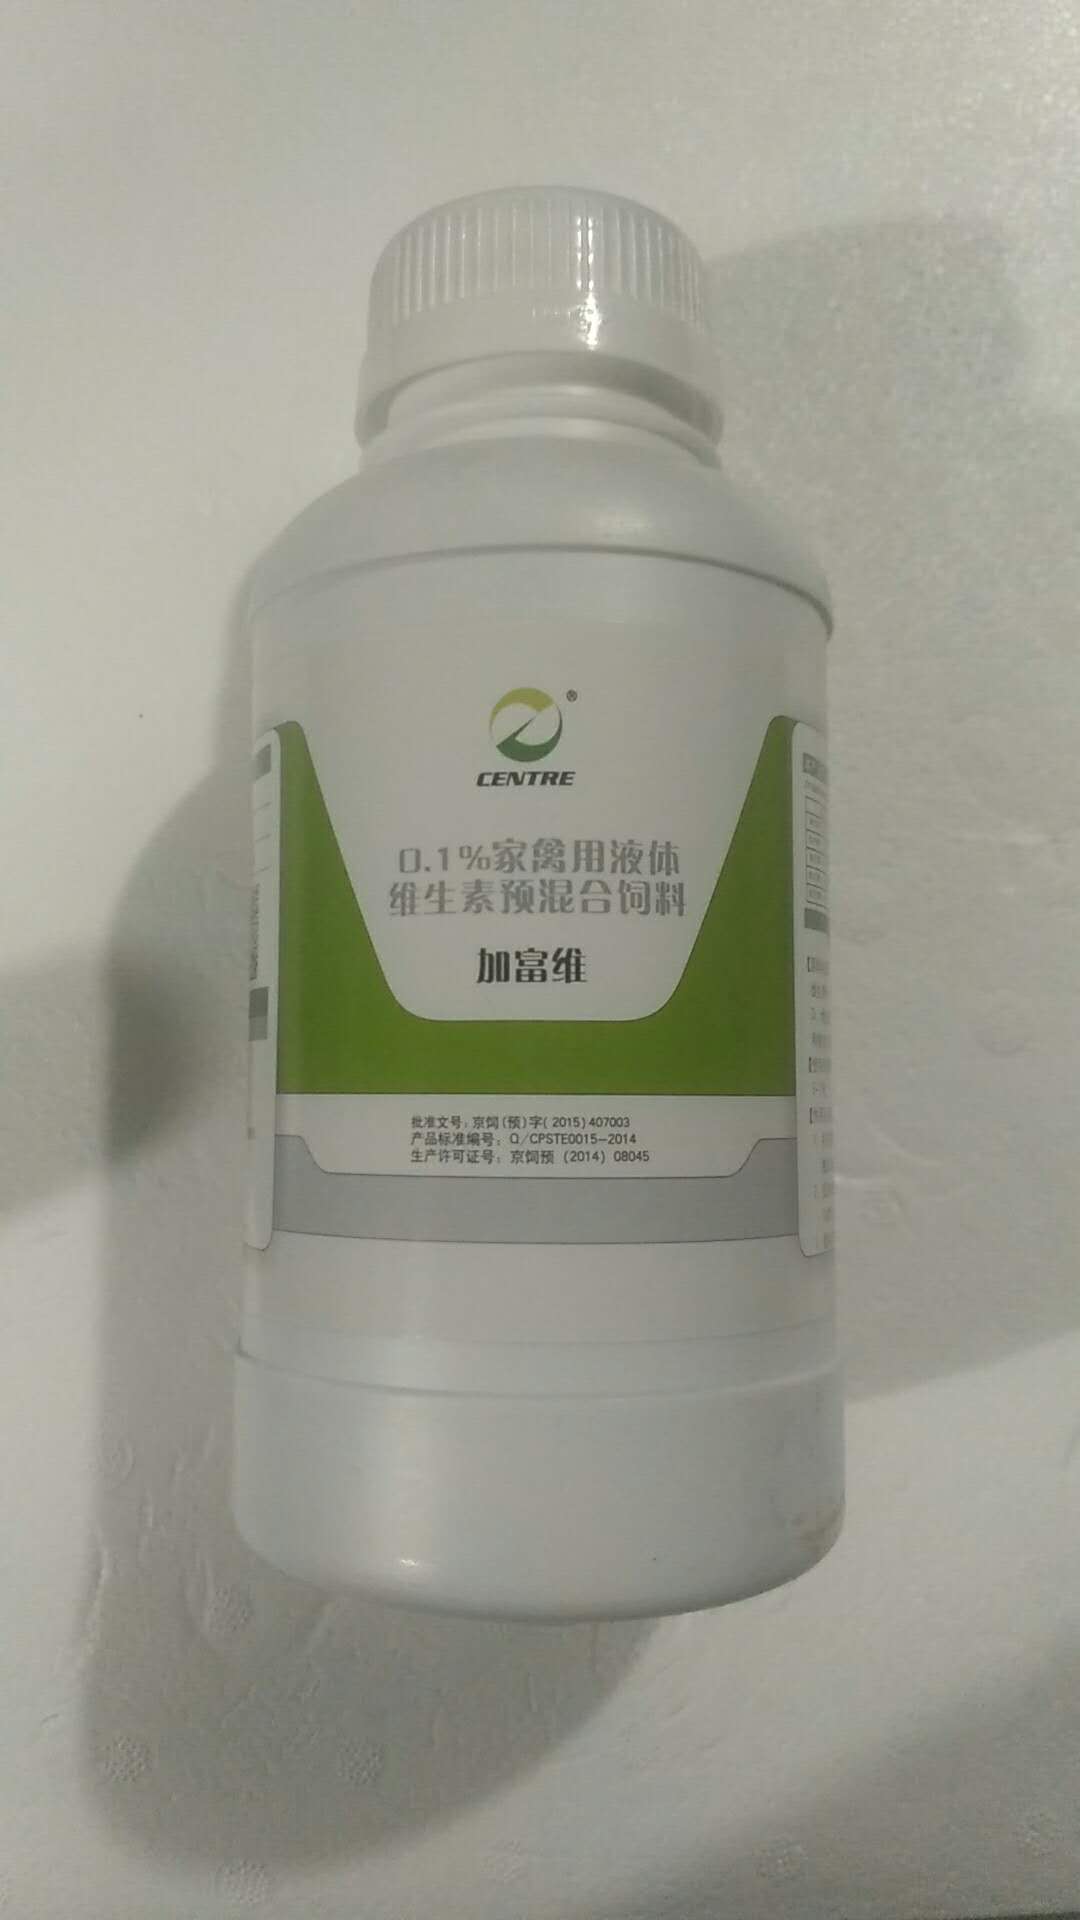 ®
CENTRE
0.1%家禽用液体
维生素预混合饲料
加富维
批准文号：京饲(预)字(2015)407003
产品标准编号：Q/CPSTE0015-2014
生产许可证号：京饲预（2014）08045